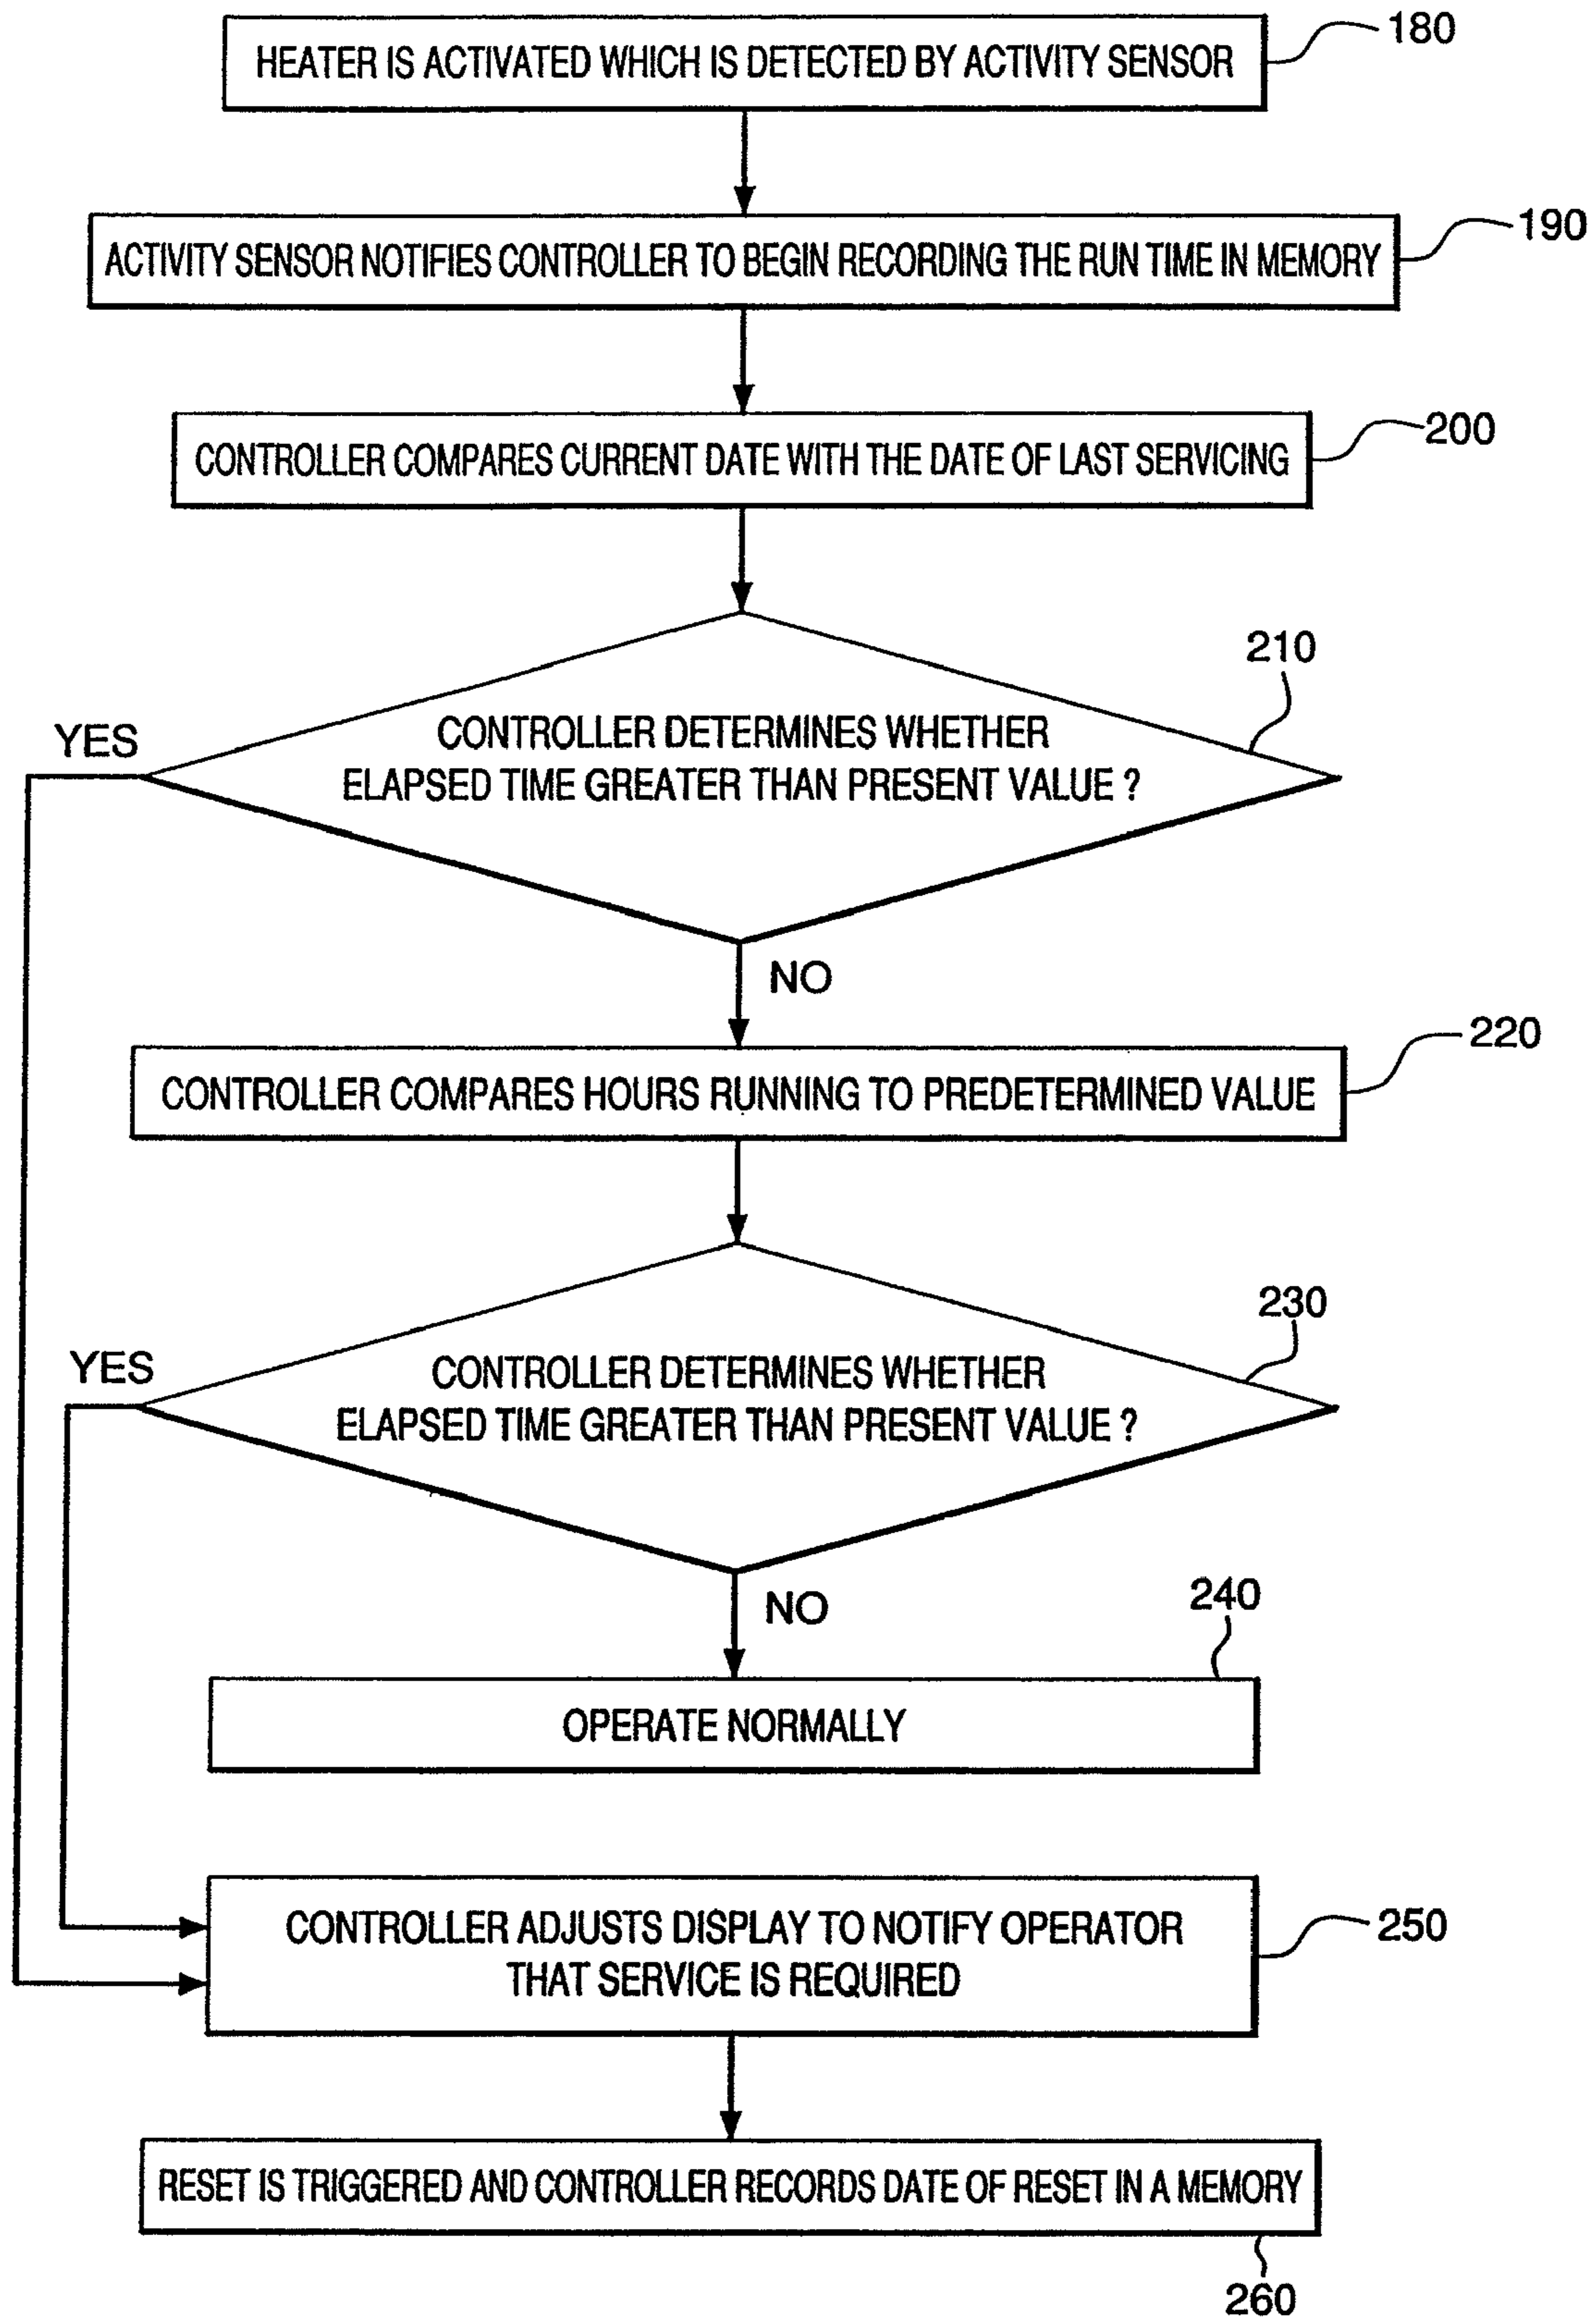 HEATER IS ACTIVATED WHICH IS DETECTED BY ACTIVITY SENSOR
180
ACTIVITY SENSOR NOTIFIES CONTROLLER TO BEGIN RECORDING THE RUN TIME IN MEMORY
190
CONTROLLER COMPARES CURRENT DATE WITH THE DATE OF LAST SERVICING
200
210
YES
CONTROLLER DETERMINES WHETHER
ELAPSED TIME GREATER THAN PRESENT VALUE ?
NO
220
CONTROLLER COMPARES HOURS RUNNING TO PREDETERMINED VALUE
230
YES
CONTROLLER DETERMINES WHETHER
ELAPSED TIME GREATER THAN PRESENT VALUE ?
NO
240
OPERATE NORMALLY
CONTROLLER ADJUSTS DISPLAY TO NOTIFY OPERATOR
THAT SERVICE IS REQUIRED
250
RESET IS TRIGGERED AND CONTROLLER RECORDS DATE OF RESET IN A MEMORY
260